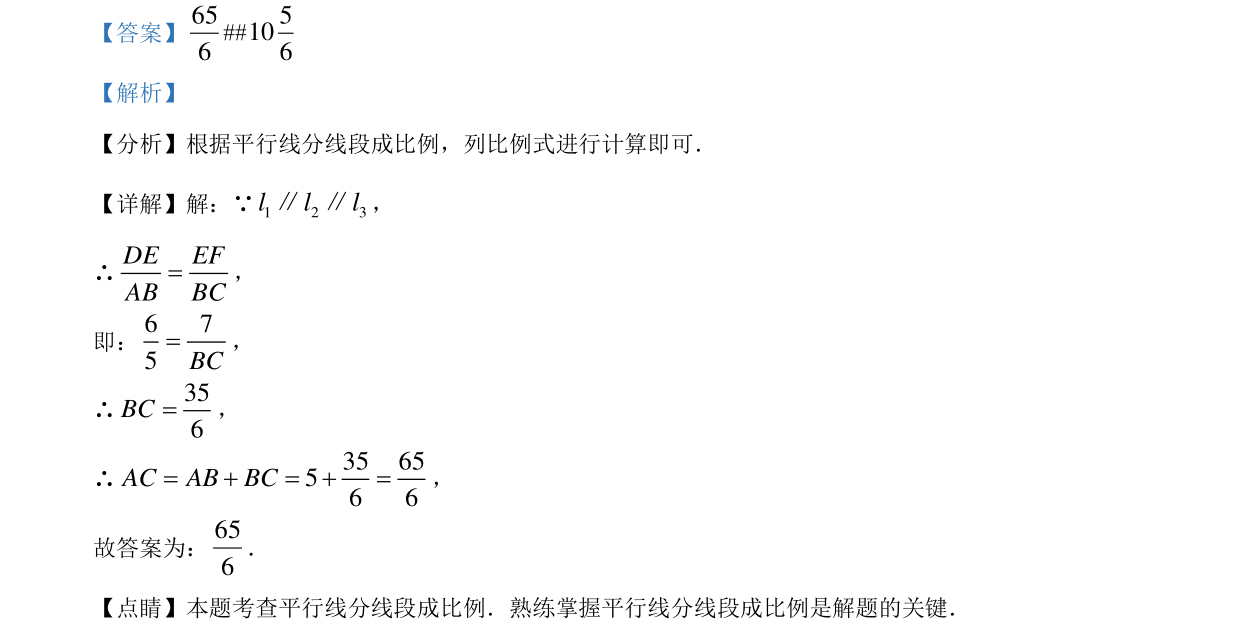 【答案】65/6##10 5/6
【解析】
【分析】根据平行线分线段成比例，列比例式进行计算即可．
【详解】解：∵l₁∥l₂∥l₃，
∴DE/AB=EF/BC，
即：6/5=7/BC，
∴BC=35/6，
∴AC=AB+BC=5+35/6=65/6，
故答案为：65/6．
【点睛】本题考查平行线分线段成比例．熟练掌握平行线分线段成比例是解题的关键．